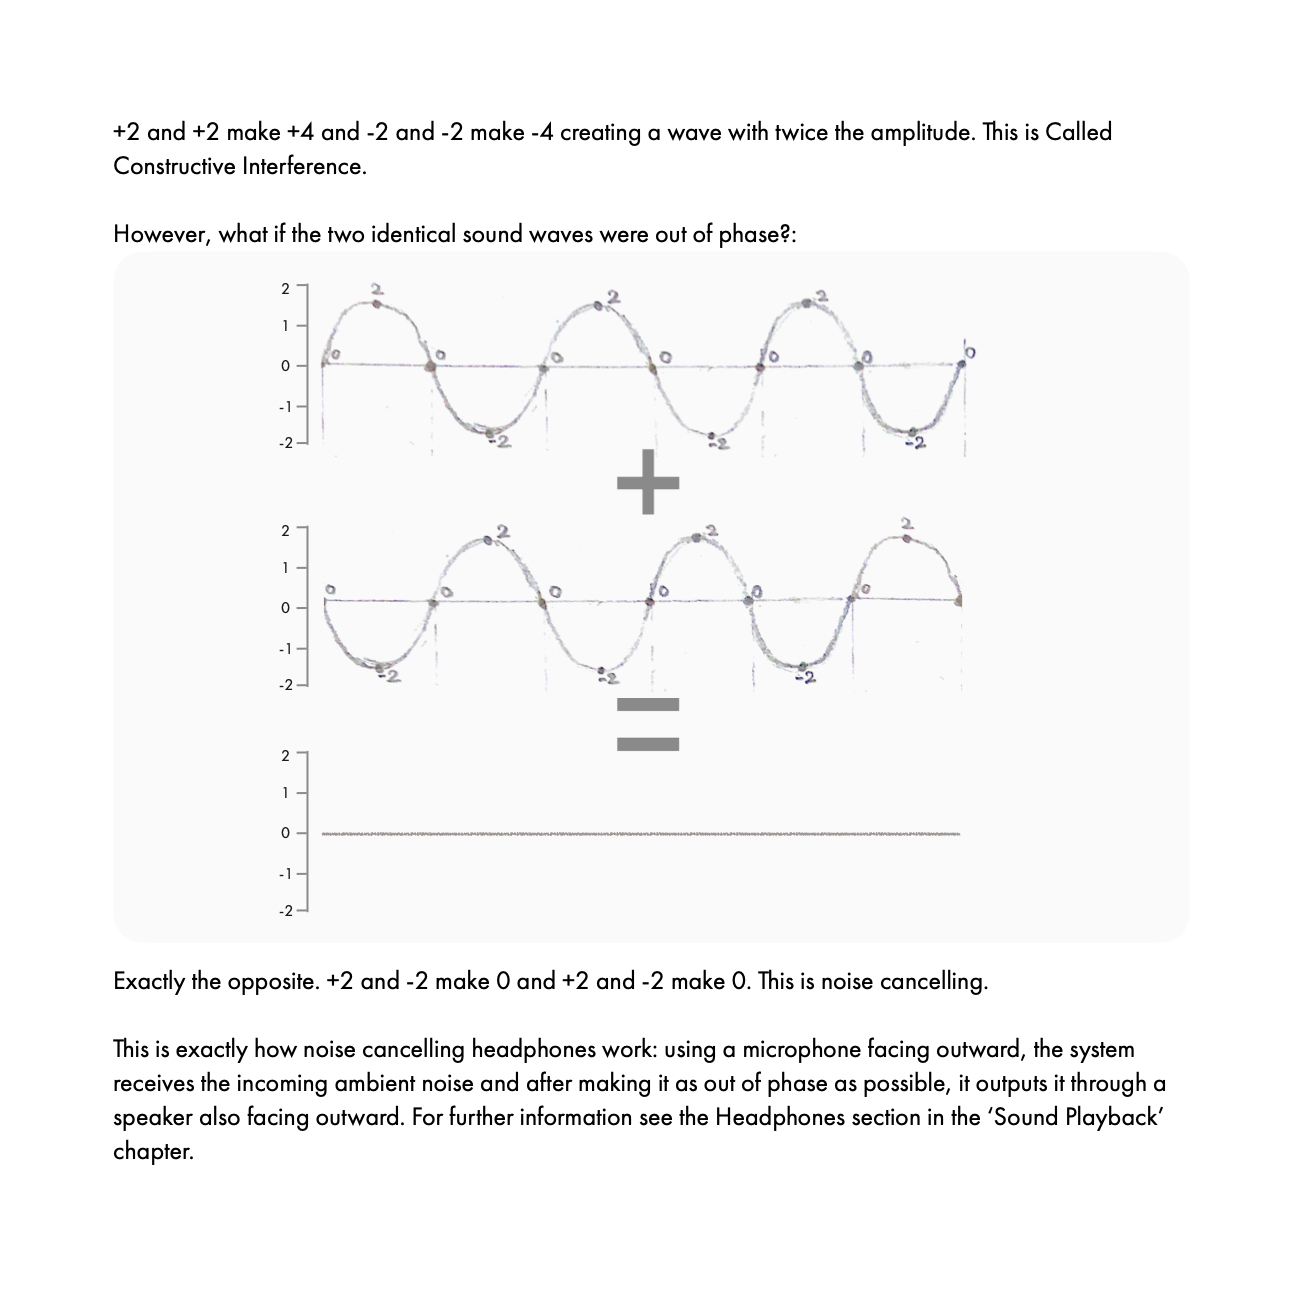 +2 and +2 make +4 and -2 and -2 make -4 creating a wave with twice the amplitude. This is Called
Constructive Interference.
However, what if the two identical sound waves were out of phase?:
2
1
0
-1
-2
2 2 2
0 0 0 0 0 0 0
-2 -2 -2
+
2
1
0
-1
-2
2 2 2
0 0 0 0 0 0
-2 -2 -2
=
2
1
0
-1
-2
Exactly the opposite. +2 and -2 make 0 and +2 and -2 make 0. This is noise cancelling.
This is exactly how noise cancelling headphones work: using a microphone facing outward, the system
receives the incoming ambient noise and after making it as out of phase as possible, it outputs it through a
speaker also facing outward. For further information see the Headphones section in the ‘Sound Playback’
chapter.